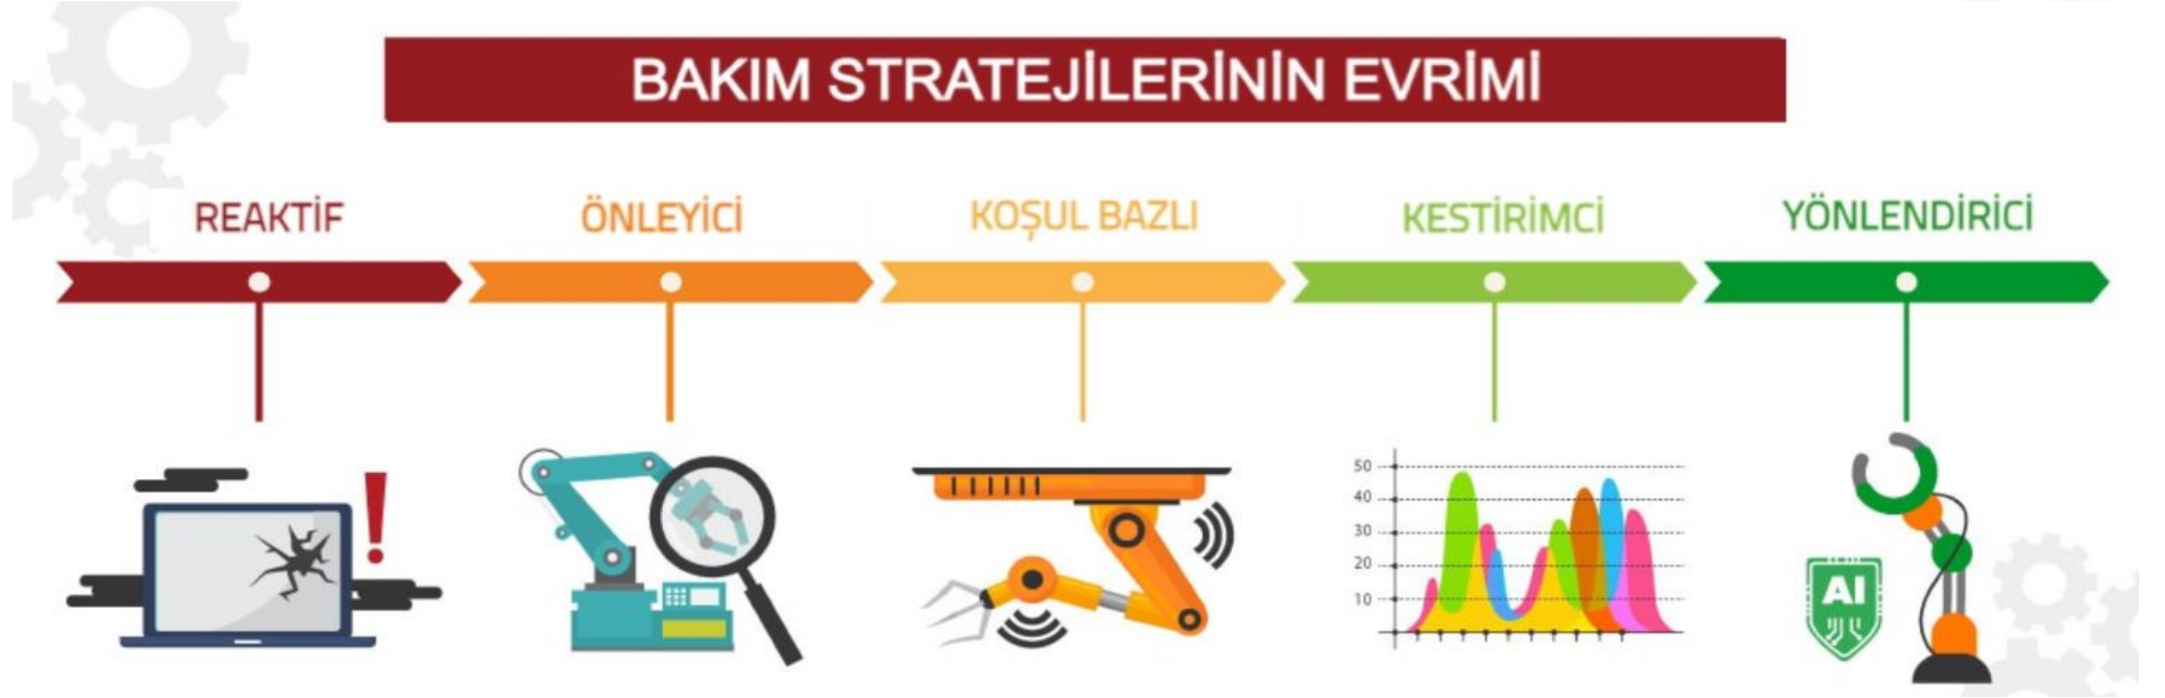 BAKIM STRATEJİLERİNİN EVRİMİ
REAKTİF
ÖNLEYİCİ
KOŞUL BAZLI
KESTİRİMCİ
YÖNLENDİRİCİ
!
50
40
30
20
10
AI